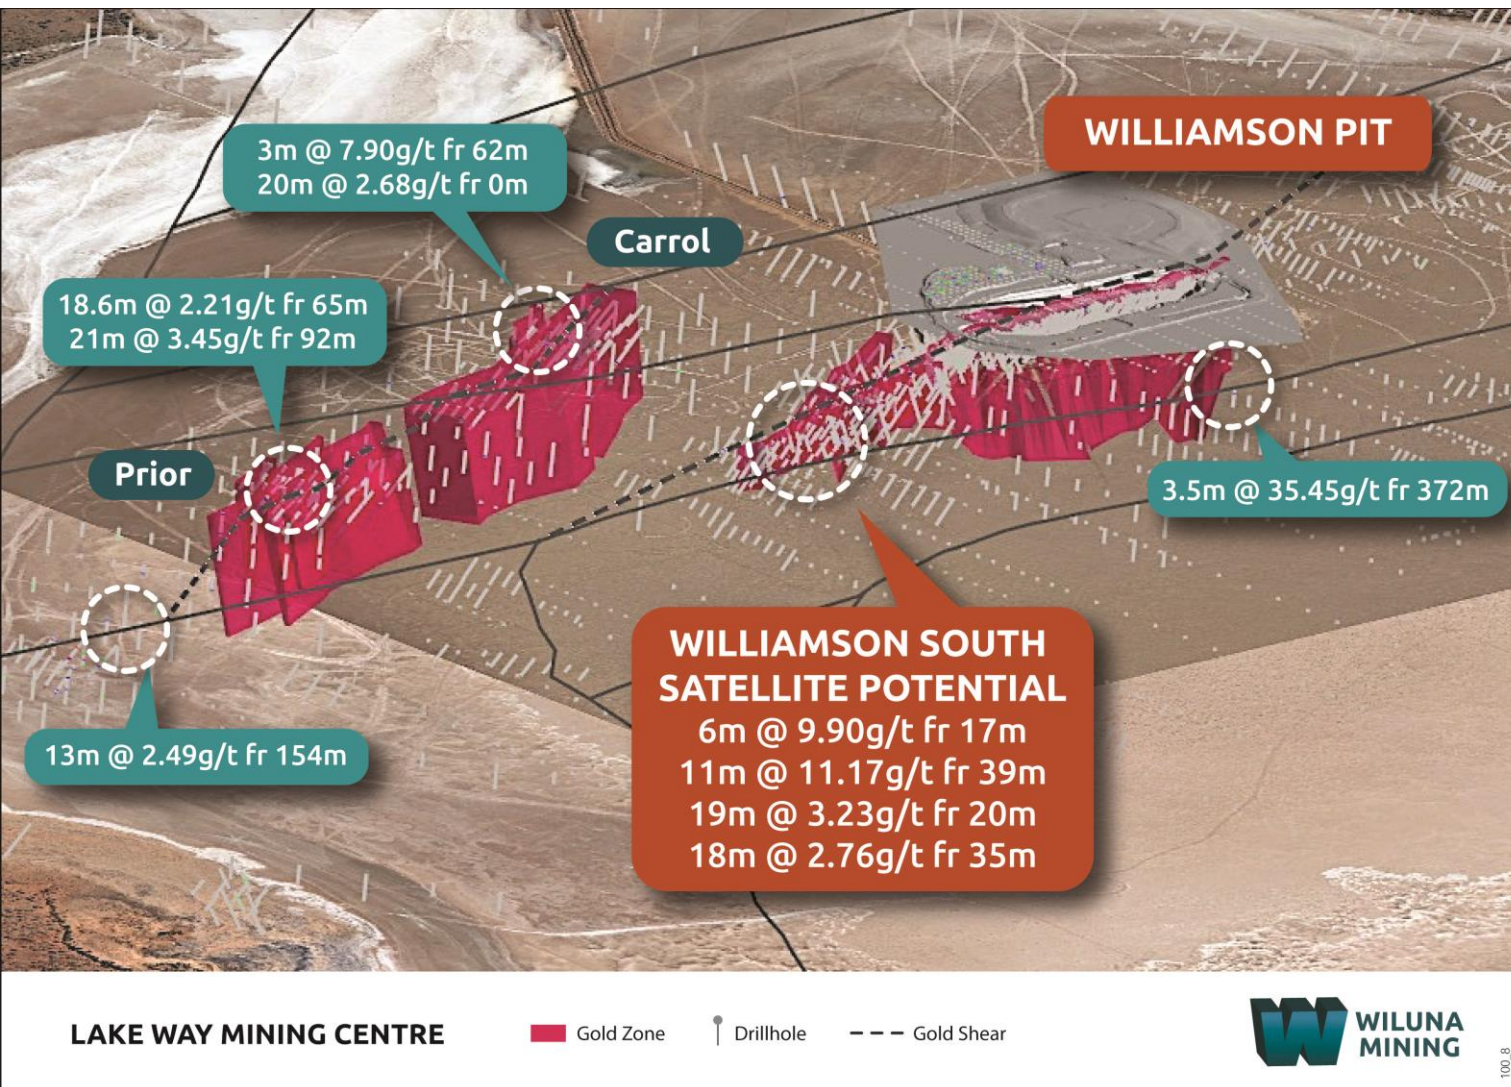 WILLIAMSON PIT
3m @ 7.90g/t fr 62m
20m @ 2.68g/t fr 0m
Carrol
18.6m @ 2.21g/t fr 65m
21m @ 3.45g/t fr 92m
Prior
3.5m @ 35.45g/t fr 372m
WILLIAMSON SOUTH
SATELLITE POTENTIAL
6m @ 9.90g/t fr 17m
11m @ 11.17g/t fr 39m
19m @ 3.23g/t fr 20m
18m @ 2.76g/t fr 35m
13m @ 2.49g/t fr 154m
LAKE WAY MINING CENTRE
Gold Zone
Drillhole
Gold Shear
WILUNA
MINING
100_8